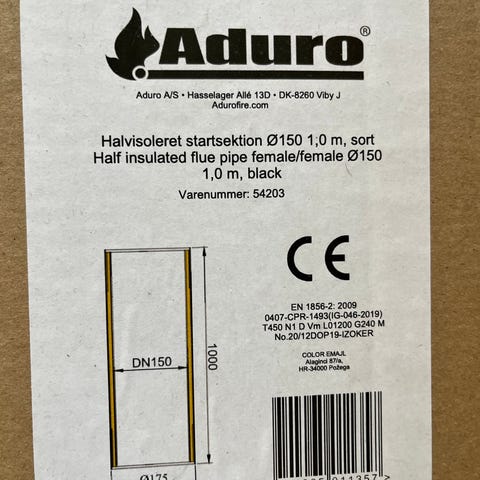 Aduro®
Aduro A/S • Hasselager Allé 13D • DK-8260 Viby J
Adurofire.com
Halvisoleret startsektion Ø150 1,0 m, sort
Half insulated flue pipe female/female Ø150
1,0 m, black
Varenummer: 54203
CE
EN 1856-2: 2009
0407-CPR-1493(IG-046-2019)
T450 N1 D Vm L01200 G240 M
No.20/12DOP19-IZOKER
COLOR EMAJL
Alaginci 87/a,
HR-34000 Požega
DN150
1000
Ø175
011357 >